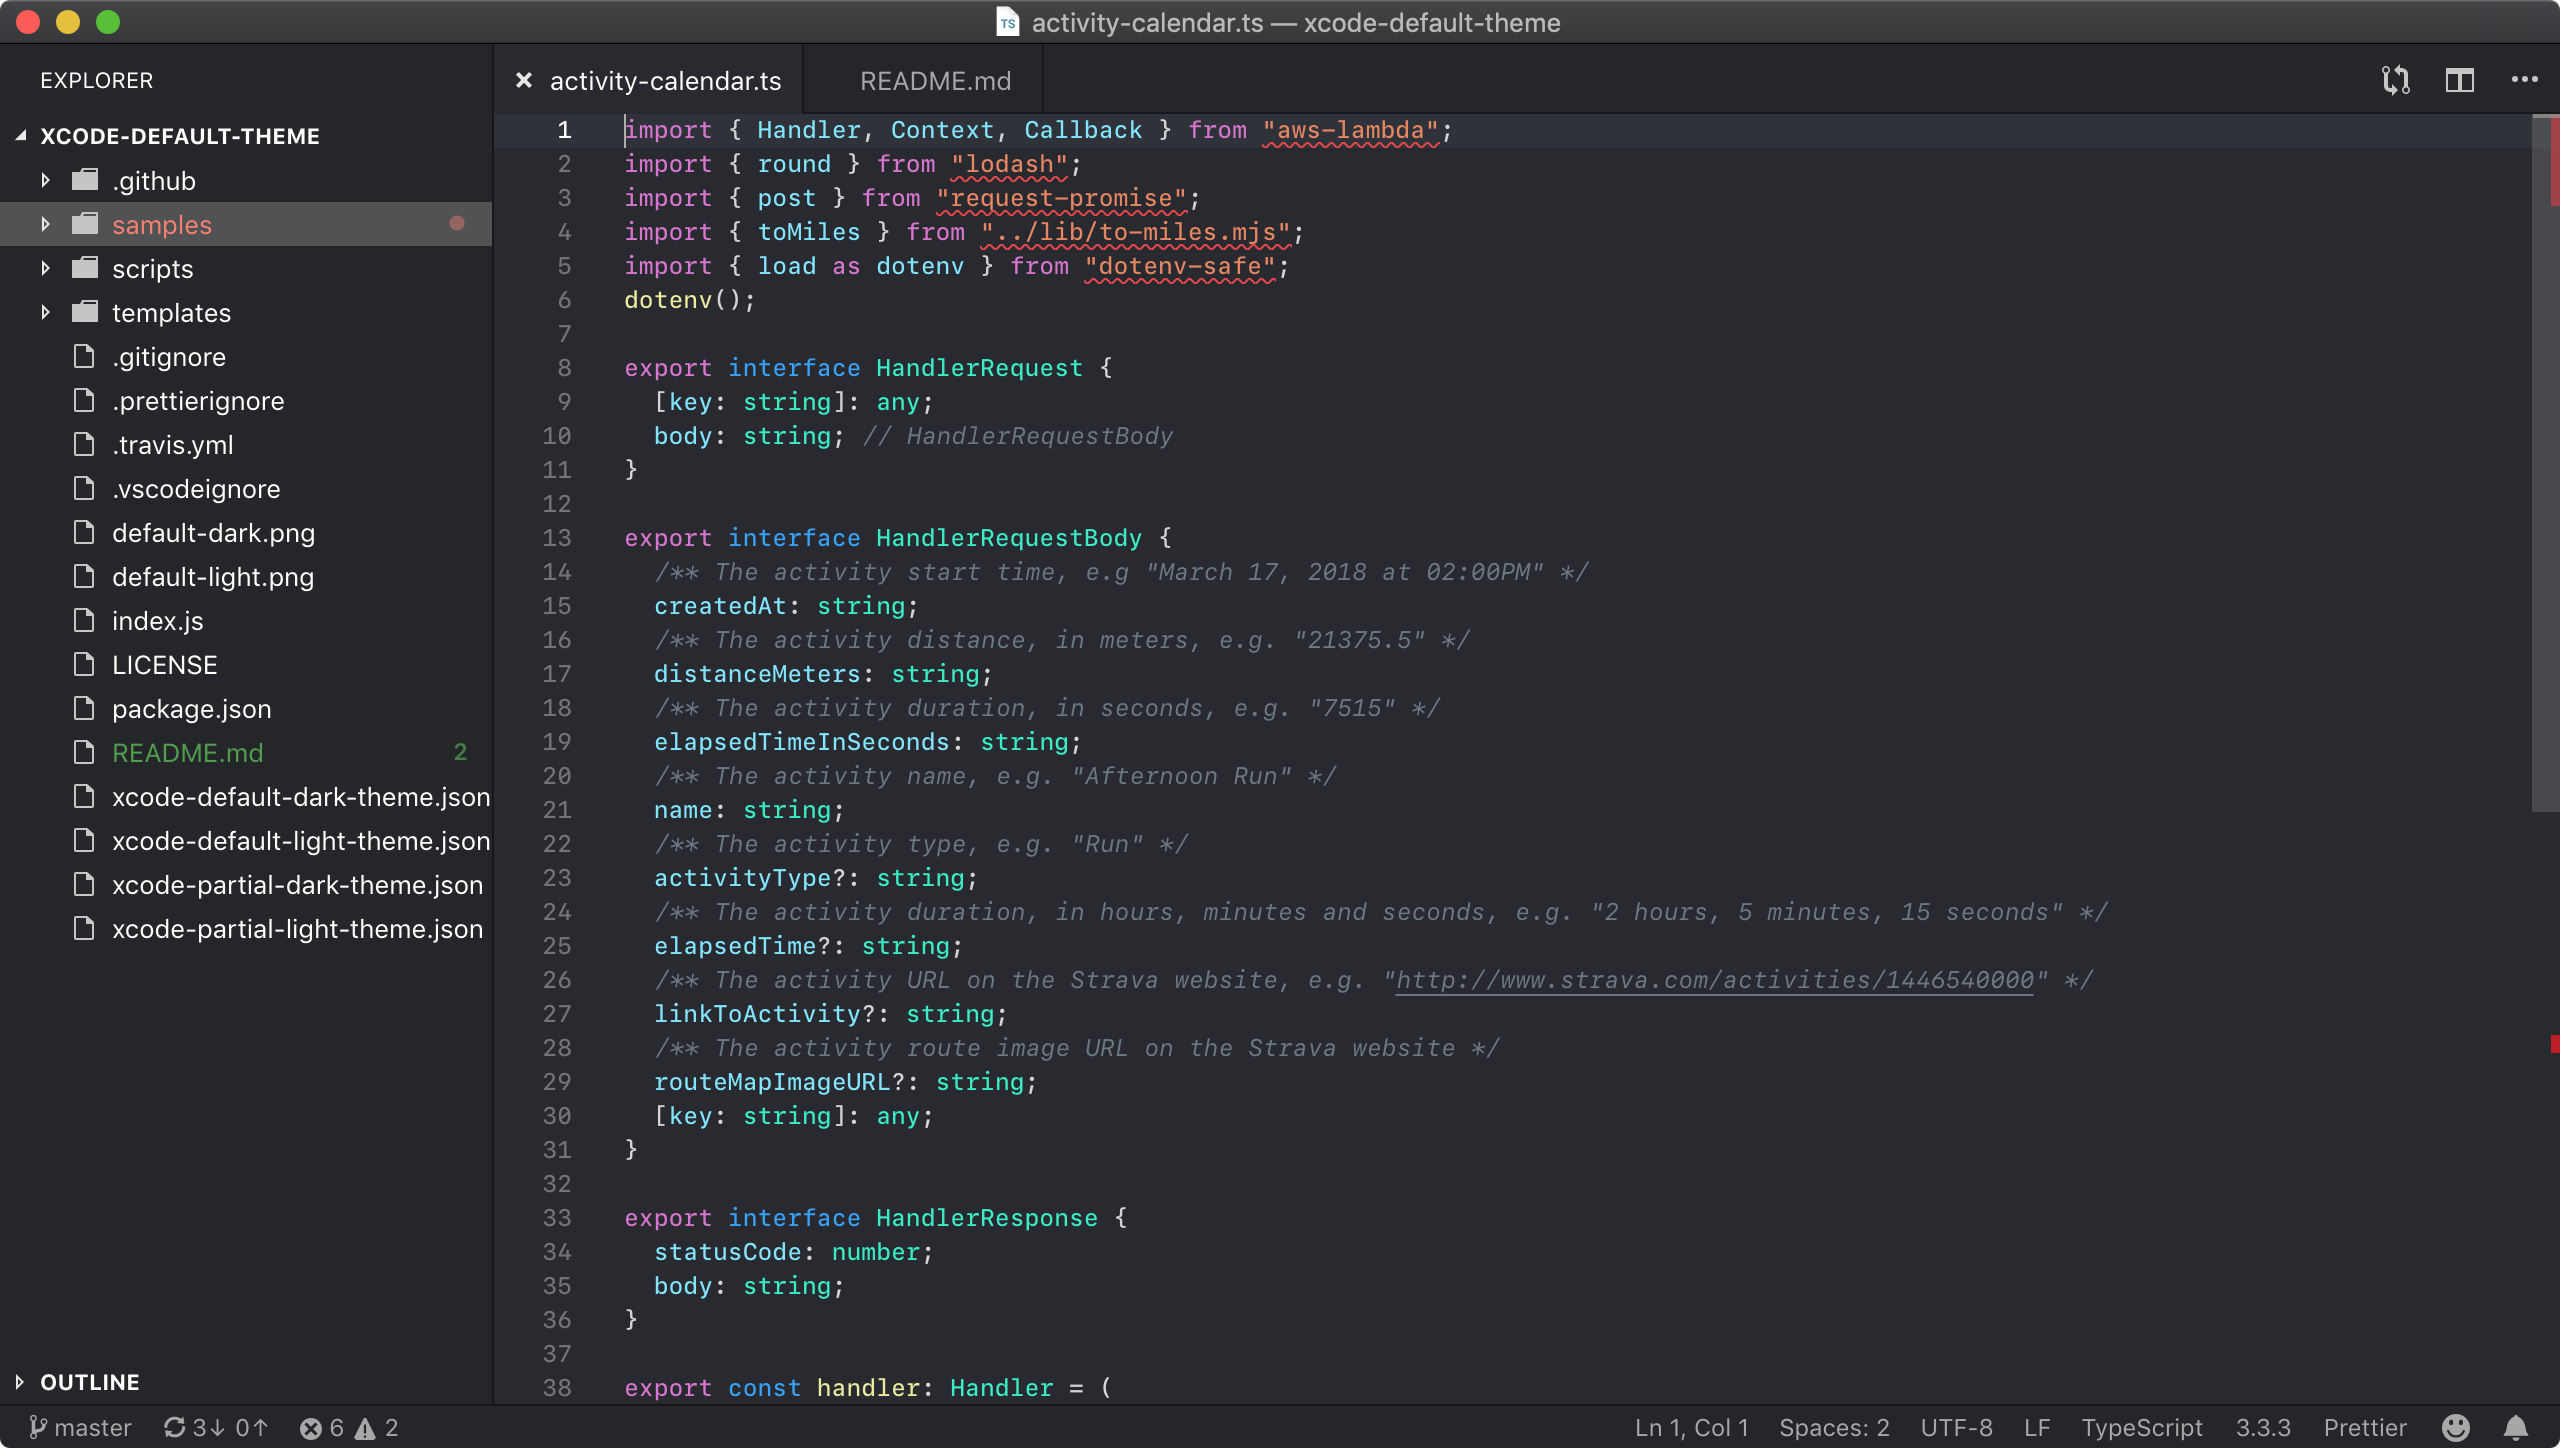 TS activity-calendar.ts — xcode-default-theme
EXPLORER
XCODE-DEFAULT-THEME
.github
samples
scripts
templates
.gitignore
.prettierignore
.travis.yml
.vscodeignore
default-dark.png
default-light.png
index.js
LICENSE
package.json
README.md 2
xcode-default-dark-theme.json
xcode-default-light-theme.json
xcode-partial-dark-theme.json
xcode-partial-light-theme.json
OUTLINE
activity-calendar.ts README.md
1 import { Handler, Context, Callback } from "aws-lambda";
2 import { round } from "lodash";
3 import { post } from "request-promise";
4 import { toMiles } from "../lib/to-miles.mjs";
5 import { load as dotenv } from "dotenv-safe";
6 dotenv();
7
8 export interface HandlerRequest {
9 [key: string]: any;
10 body: string; // HandlerRequestBody
11 }
12
13 export interface HandlerRequestBody {
14 /** The activity start time, e.g "March 17, 2018 at 02:00PM" */
15 createdAt: string;
16 /** The activity distance, in meters, e.g. "21375.5" */
17 distanceMeters: string;
18 /** The activity duration, in seconds, e.g. "7515" */
19 elapsedTimeInSeconds: string;
20 /** The activity name, e.g. "Afternoon Run" */
21 name: string;
22 /** The activity type, e.g. "Run" */
23 activityType?: string;
24 /** The activity duration, in hours, minutes and seconds, e.g. "2 hours, 5 minutes, 15 seconds" */
25 elapsedTime?: string;
26 /** The activity URL on the Strava website, e.g. "http://www.strava.com/activities/1446540000" */
27 linkToActivity?: string;
28 /** The activity route image URL on the Strava website */
29 routeMapImageURL?: string;
30 [key: string]: any;
31 }
32
33 export interface HandlerResponse {
34 statusCode: number;
35 body: string;
36 }
37
38 export const handler: Handler = (
master 3↓ 0↑ 6 2 Ln 1, Col 1 Spaces: 2 UTF-8 LF TypeScript 3.3.3 Prettier